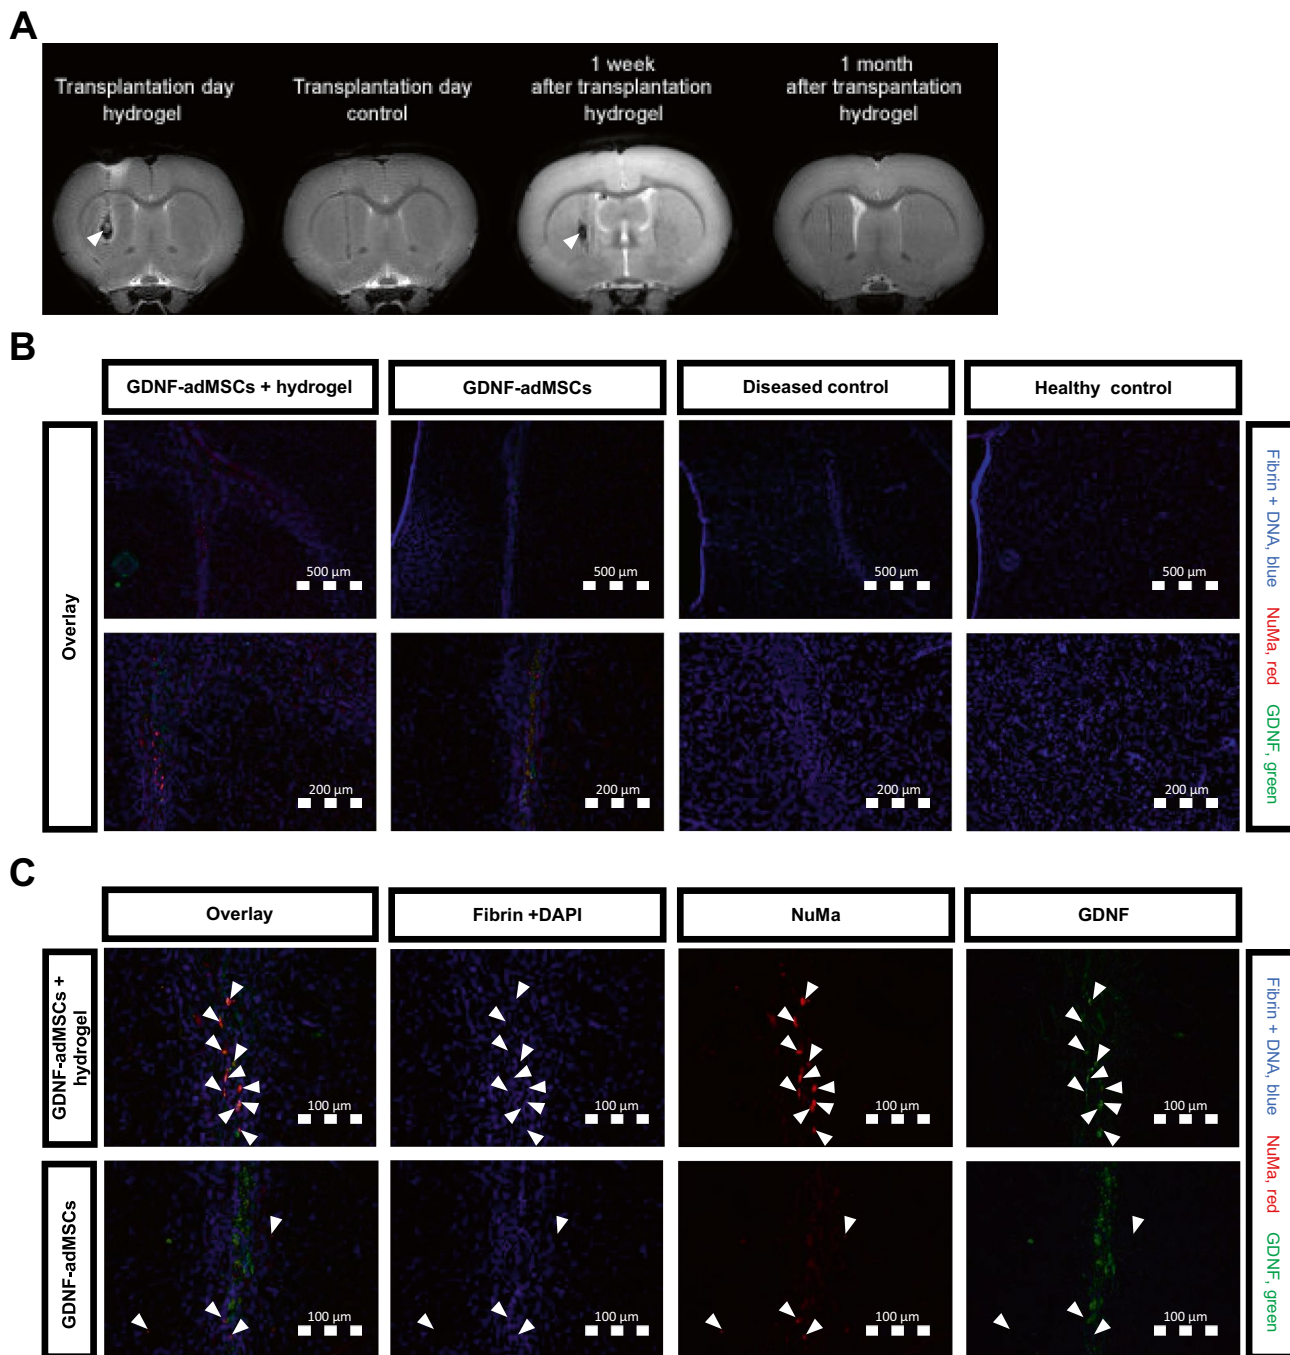 A
Transplantation day
hydrogel
Transplantation day
control
1 week
after transplantation
hydrogel
1 month
after transpantation
hydrogel
B
GDNF-adMSCs + hydrogel
GDNF-adMSCs
Diseased control
Healthy control
Overlay
500 µm
500 µm
500 µm
500 µm
200 µm
200 µm
200 µm
200 µm
Fibrin + DNA, blue NuMa, red GDNF, green
C
Overlay
Fibrin +DAPI
NuMa
GDNF
GDNF-adMSCs +
hydrogel
100 µm
100 µm
100 µm
100 µm
GDNF-adMSCs
100 µm
100 µm
100 µm
100 µm
Fibrin + DNA, blue NuMa, red GDNF, green